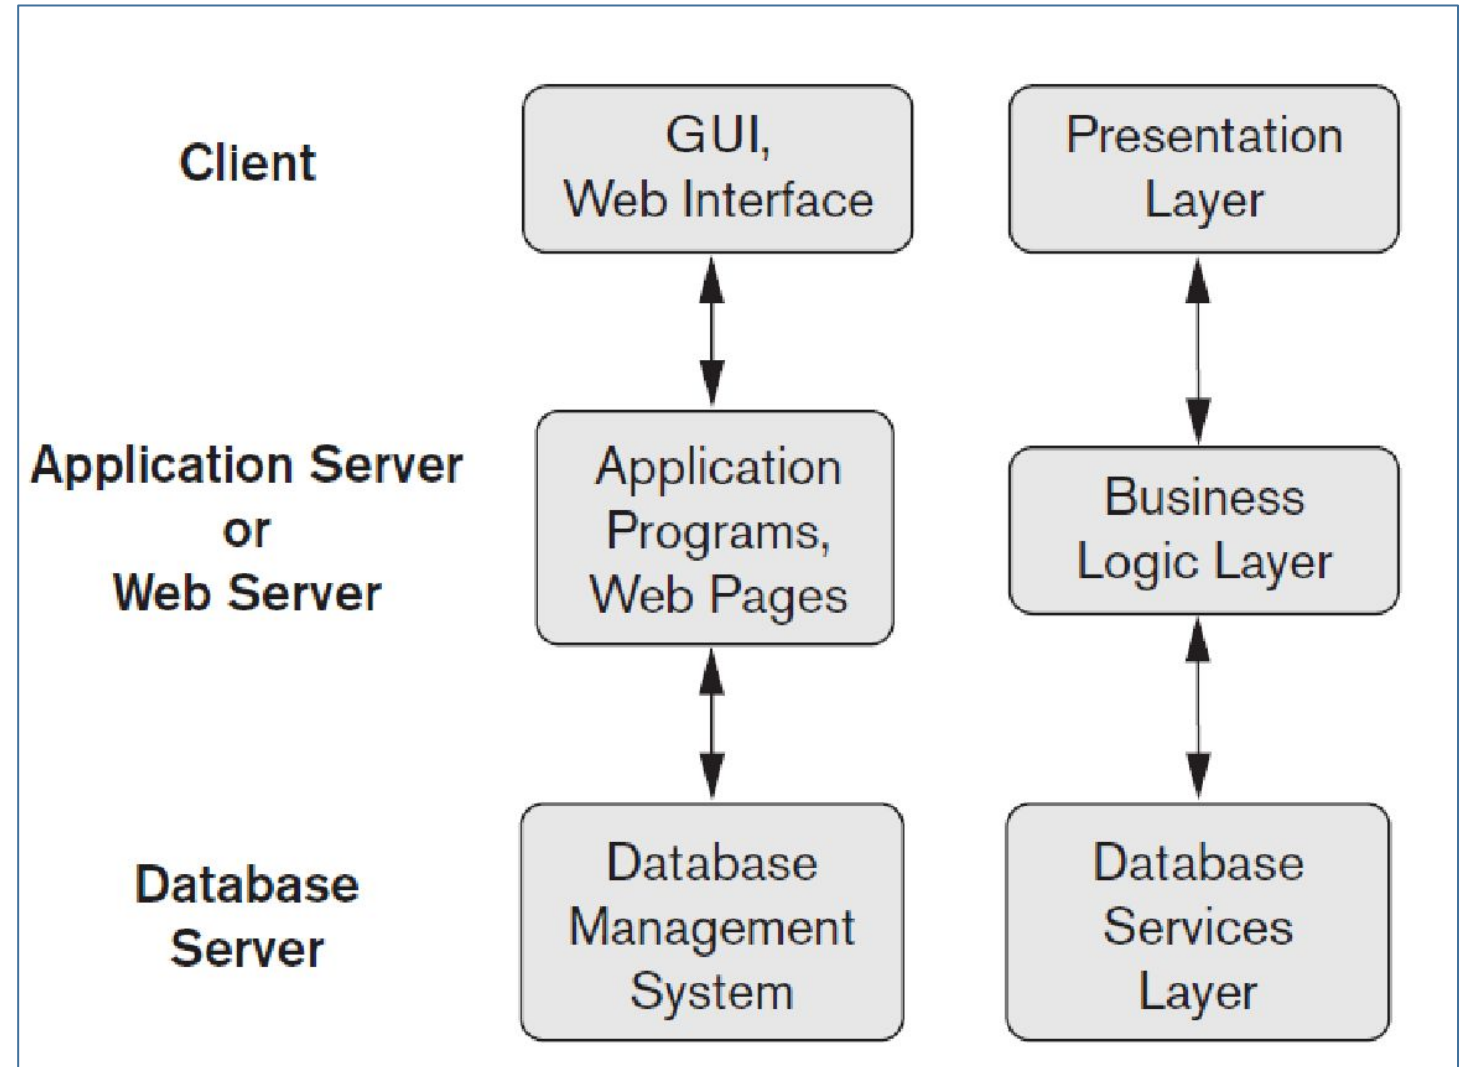 Client
GUI,
Web Interface
Presentation
Layer
Application Server
or
Web Server
Application
Programs,
Web Pages
Business
Logic Layer
Database
Server
Database
Management
System
Database
Services
Layer